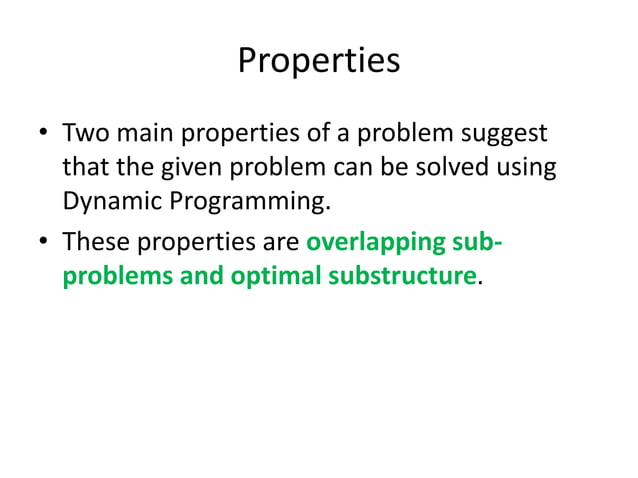 Properties
• Two main properties of a problem suggest
that the given problem can be solved using
Dynamic Programming.
• These properties are overlapping sub-
problems and optimal substructure.